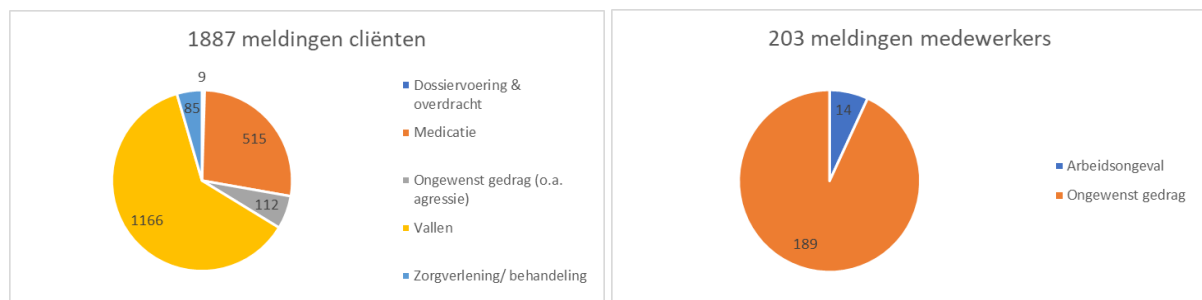 1887 meldingen cliënten
9
85
515
112
1166
Dossiervoering &
overdracht
Medicatie
Ongewenst gedrag (o.a.
agressie)
Vallen
Zorgverlening/ behandeling
203 meldingen medewerkers
14
189
Arbeidsongeval
Ongewenst gedrag